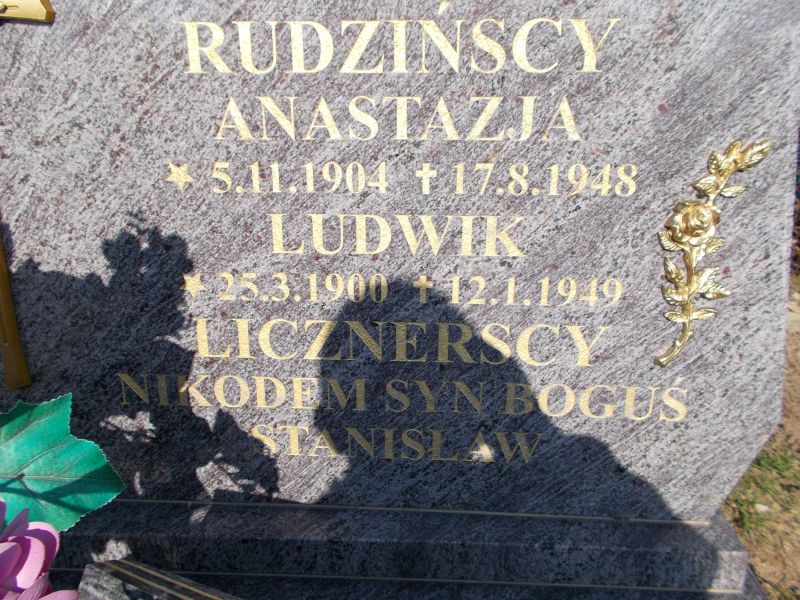 RUDZIŃSCY
ANASTAZJA
5.11.1904 ✝ 17.8.1948
LUDWIK
25.3.1900 ✝ 12.1.1949
LICZNERSCY
NIKODEM SYN BOGUŚ
STANISŁAW